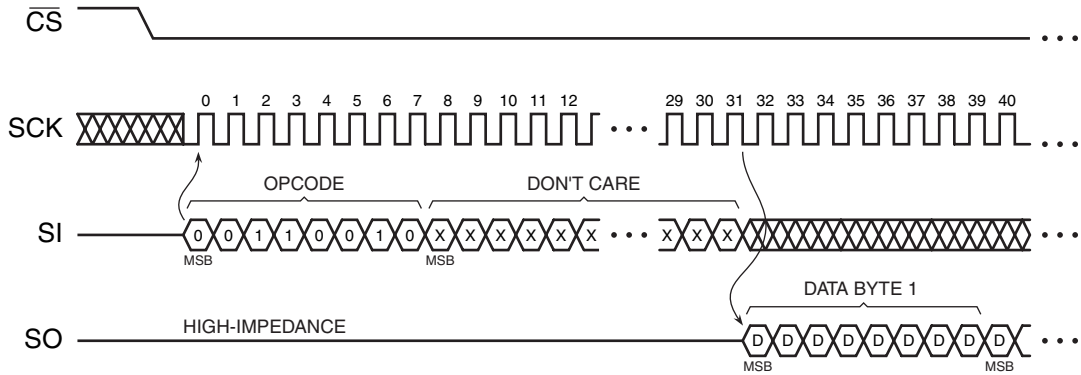 CS
• • •
0 1 2 3 4 5 6 7 8 9 10 11 12 29 30 31 32 33 34 35 36 37 38 39 40
SCK • • • • • •
OPCODE DON'T CARE
SI 0 0 1 1 0 0 1 0 X X X X X X • • • X X X • • •
MSB MSB
DATA BYTE 1
HIGH-IMPEDANCE
SO D D D D D D D D D • • •
MSB MSB